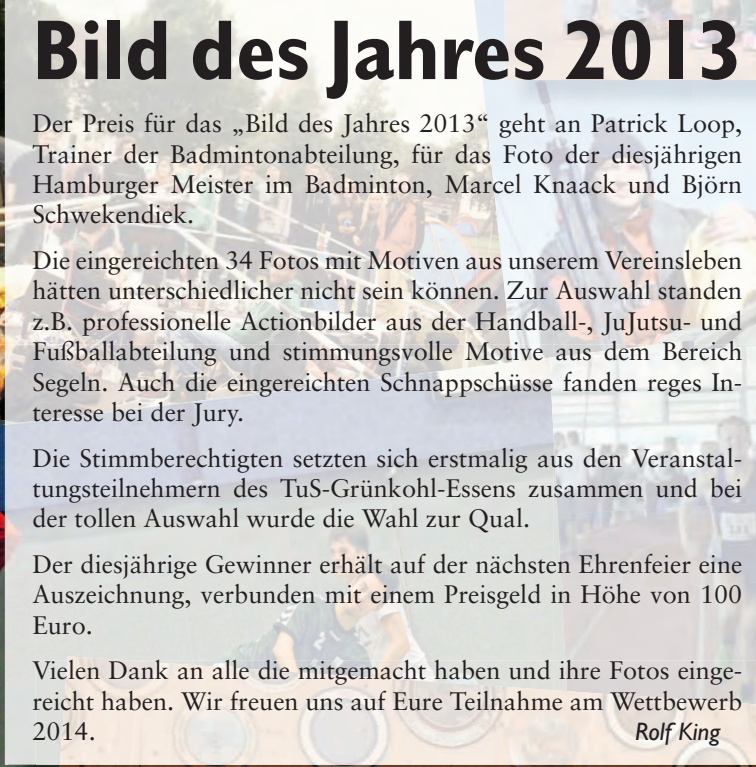 Bild des Jahres 2013
Der Preis für das „Bild des Jahres 2013“ geht an Patrick Loop,
Trainer der Badmintonabteilung, für das Foto der diesjährigen
Hamburger Meister im Badminton, Marcel Knaack und Björn
Schwekendiek.
Die eingereichten 34 Fotos mit Motiven aus unserem Vereinsleben
hätten unterschiedlicher nicht sein können. Zur Auswahl standen
z.B. professionelle Actionbilder aus der Handball-, JuJutsu- und
Fußballabteilung und stimmungsvolle Motive aus dem Bereich
Segeln. Auch die eingereichten Schnappschüsse fanden reges In-
teresse bei der Jury.
Die Stimmberechtigten setzten sich erstmalig aus den Veranstal-
tungsteilnehmern des TuS-Grünkohl-Essens zusammen und bei
der tollen Auswahl wurde die Wahl zur Qual.
Der diesjährige Gewinner erhält auf der nächsten Ehrenfeier eine
Auszeichnung, verbunden mit einem Preisgeld in Höhe von 100
Euro.
Vielen Dank an alle die mitgemacht haben und ihre Fotos einge-
reicht haben. Wir freuen uns auf Eure Teilnahme am Wettbewerb
2014. Rolf King